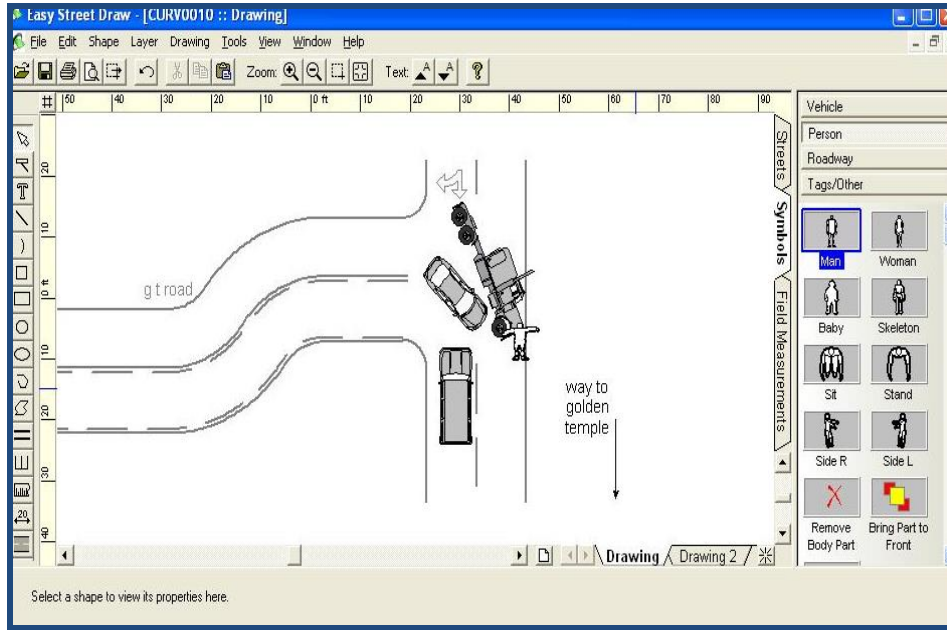 Easy Street Draw - [CURV0010 :: Drawing]
File Edit Shape Layer Drawing Tools View Window Help
Zoom: Text: A A
50 40 30 20 10 0 ft 10 20 30 40 50 60 70 80 90
20
10
0 ft
10
20
30
40
g t road
way to
golden
temple
Streets
Symbols
Field Measurements
Vehicle
Person
Roadway
Tags/Other
Man Woman
Baby Skeleton
Sit Stand
Side R Side L
Remove Bring Part to
Body Part Front
20
Drawing Drawing 2
Select a shape to view its properties here.